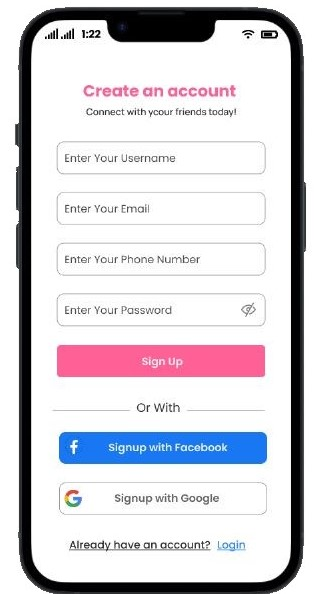 1:22
Create an account
Connect with your friends today!
Enter Your Username
Enter Your Email
Enter Your Phone Number
Enter Your Password
Sign Up
Or With
Signup with Facebook
Signup with Google
Already have an account? Login